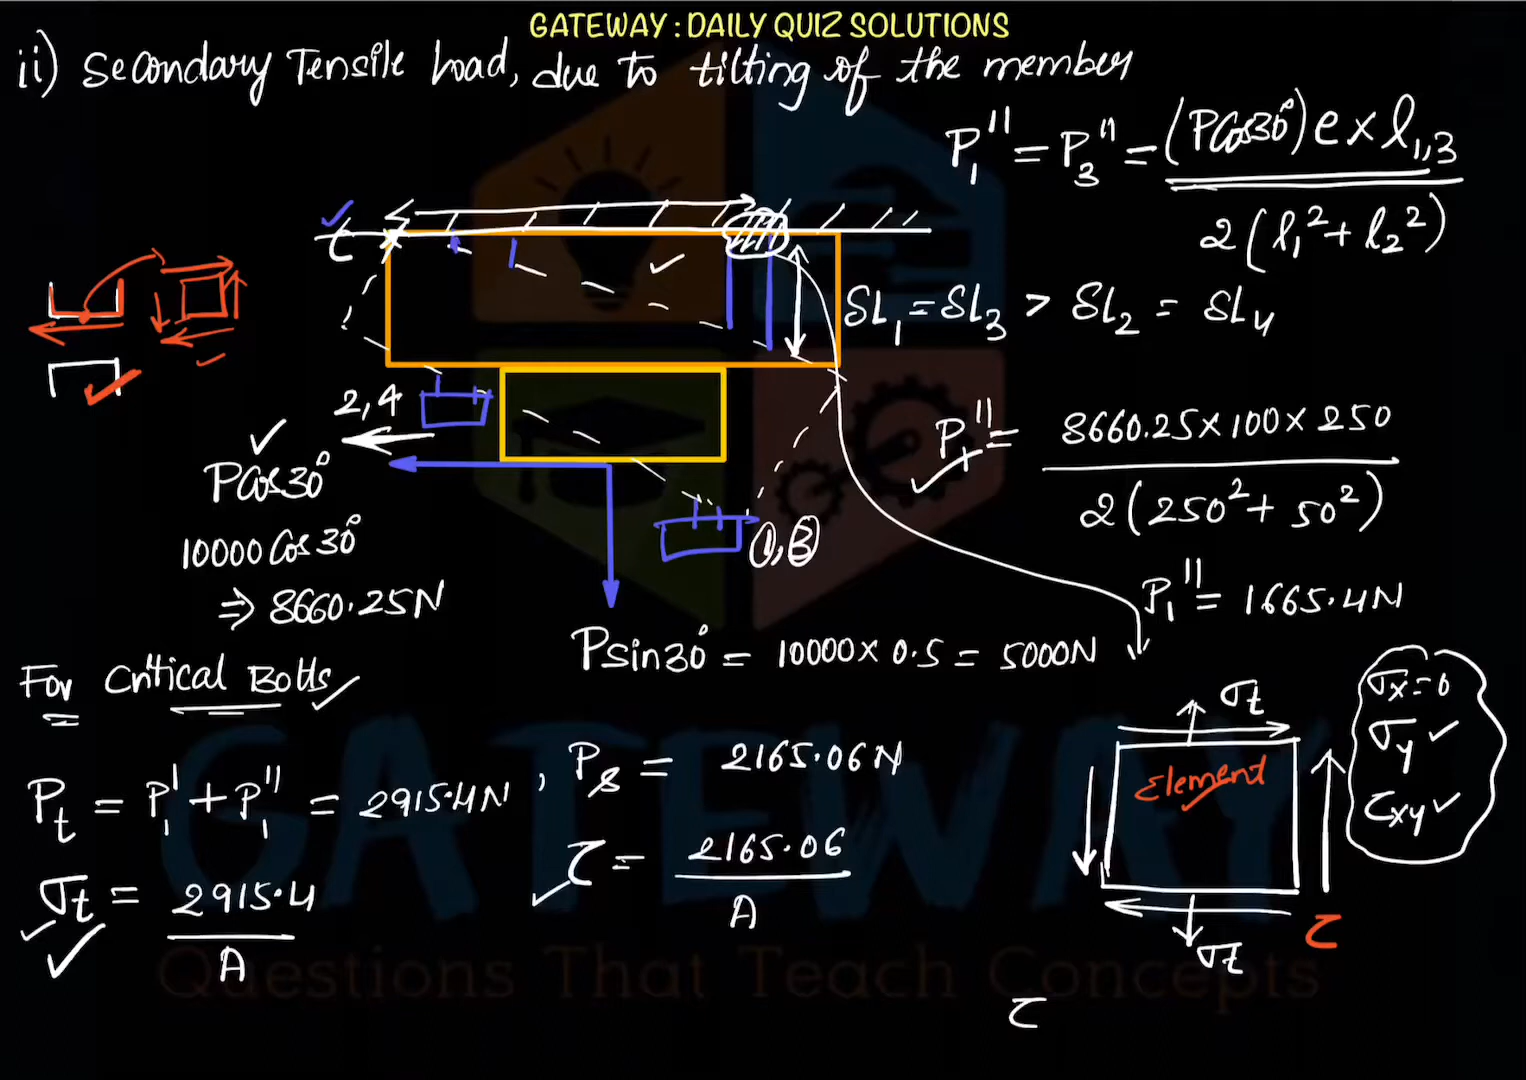 GATEWAY : DAILY QUIZ SOLUTIONS
ii) Secondary Tensile Load, due to tilting of the member
P₁'' = P₃'' = (Pcos30°) e x l₁,₃
2(l₁² + l₂²)
t
δL₁ = δL₃ > δL₂ = δL₄
2,4
Pcos30°
10000 Cos 30°
⇒ 8660.25N
P₁'' = 8660.25 x 100 x 250
2(250² + 50²)
1,3
P₁'' = 1665.4N
Psin30° = 10000 x 0.5 = 5000N
For Critical Bolts
Pt = P₁' + P₁'' = 2915.4N , Ps = 2165.06N
σt = 2915.4
A
τ = 2165.06
A
σt
Element
σt
τ
σx = 0
σy
τxy
τ
GATEWAY
Questions That Teach Concepts